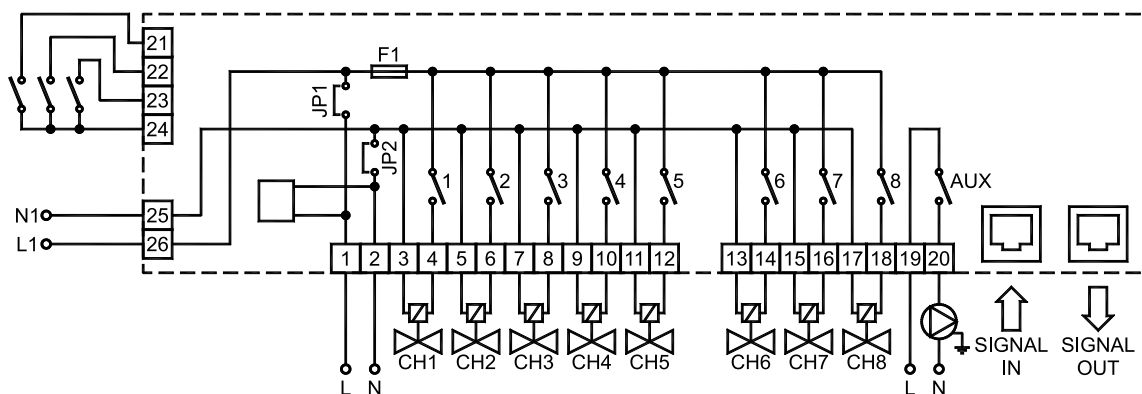 21
22
23
24
F1
JP1
JP2
1 2 3 4 5 6 7 8 AUX
N1 25
L1 26
1 2 3 4 5 6 7 8 9 10 11 12 13 14 15 16 17 18 19 20
CH1 CH2 CH3 CH4 CH5 CH6 CH7 CH8
SIGNAL IN
SIGNAL OUT
L N L N